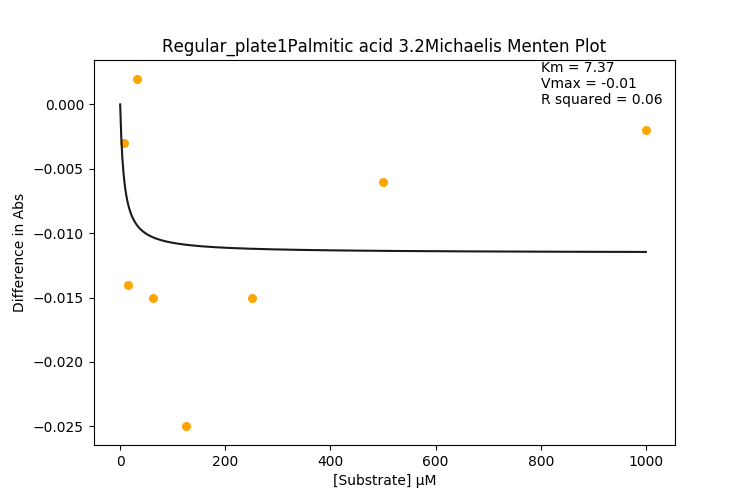 Regular_plate1Palmitic acid 3.2Michaelis Menten Plot
Km = 7.37
Vmax = -0.01
R squared = 0.06
0.000
−0.005
−0.010
−0.015
−0.020
−0.025
Difference in Abs
0 200 400 600 800 1000
[Substrate] μM